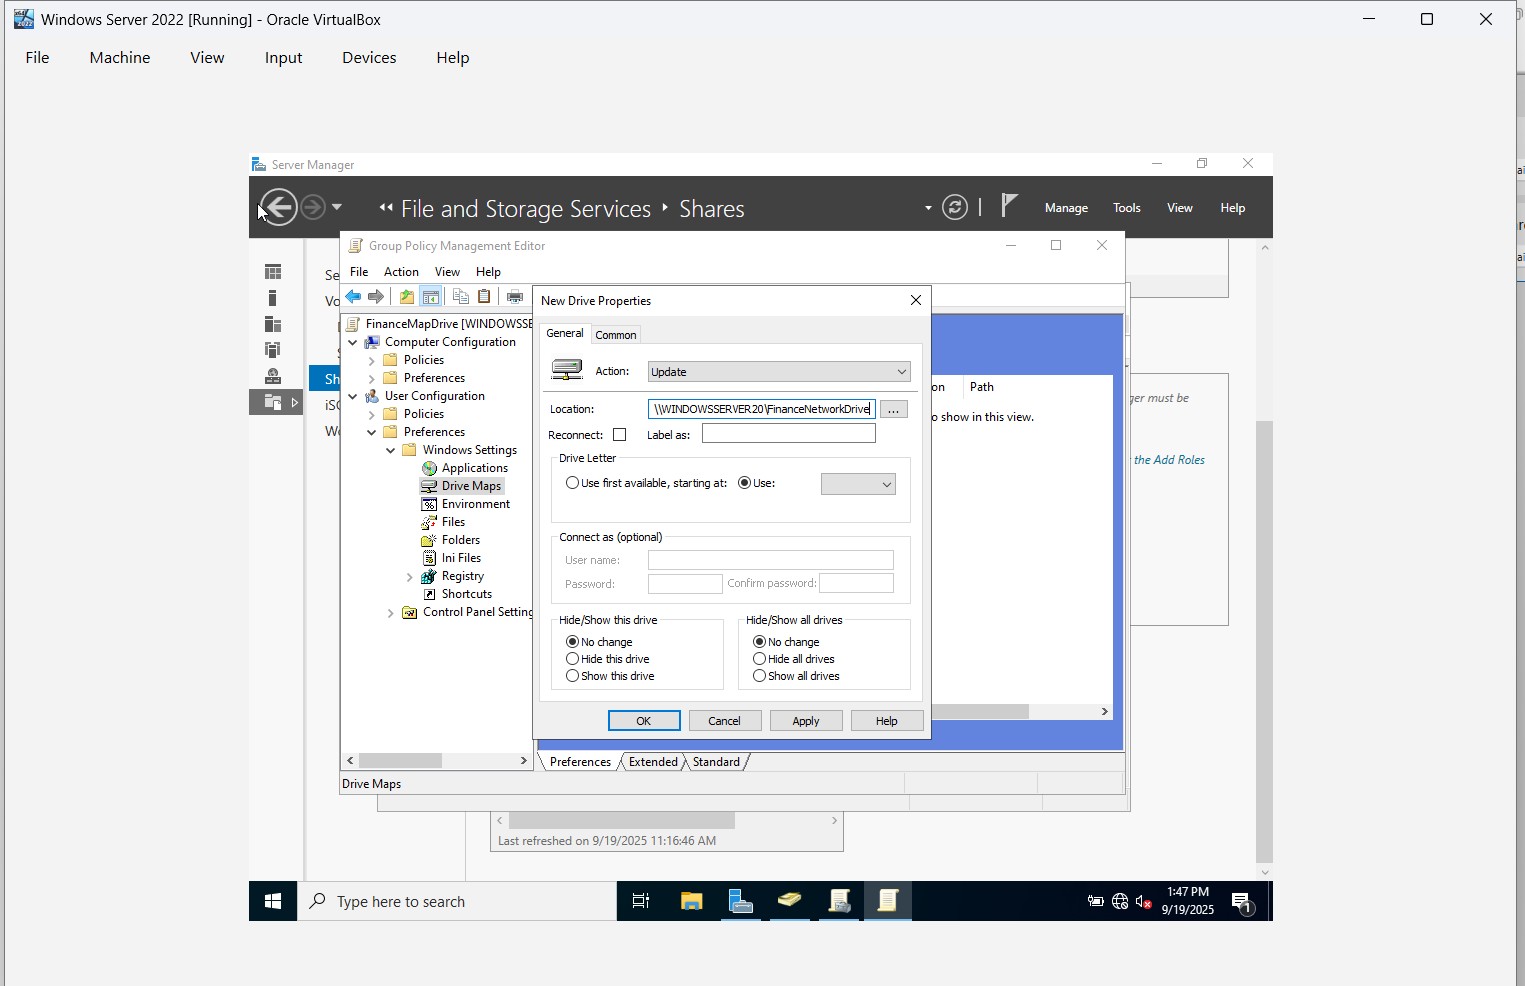 Windows Server 2022 [Running] - Oracle VirtualBox
File Machine View Input Devices Help
Server Manager
File and Storage Services Shares
Manage Tools View Help
Group Policy Management Editor
File Action View Help
New Drive Properties
FinanceMapDrive [WINDOWSSE
Computer Configuration
Policies
Preferences
User Configuration
Policies
Preferences
Windows Settings
Applications
Drive Maps
Environment
Files
Folders
Ini Files
Registry
Shortcuts
Control Panel Setting
General Common
Action: Update
Location: \\WINDOWSSERVER20\FinanceNetworkDrive ...
Reconnect: Label as:
Drive Letter
Use first available, starting at: Use:
Connect as (optional)
User name:
Password: Confirm password:
Hide/Show this drive
No change
Hide this drive
Show this drive
Hide/Show all drives
No change
Hide all drives
Show all drives
OK Cancel Apply Help
on Path
o show in this view.
ger must be
the Add Roles
Se
Vo
Sh
iSC
Wo
Preferences Extended Standard
Drive Maps
Last refreshed on 9/19/2025 11:16:46 AM
Type here to search
1:47 PM
9/19/2025
1